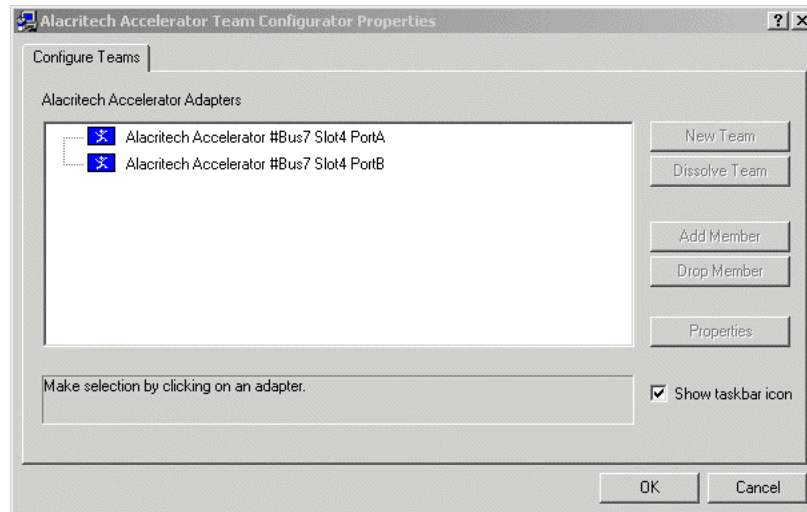 Alacritech Accelerator Team Configurator Properties
Configure Teams
Alacritech Accelerator Adapters
Alacritech Accelerator #Bus7 Slot4 PortA
Alacritech Accelerator #Bus7 Slot4 PortB
New Team
Dissolve Team
Add Member
Drop Member
Properties
Make selection by clicking on an adapter.
Show taskbar icon
OK
Cancel